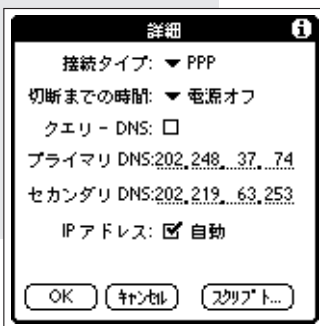 詳細
接続タイプ: PPP
切断までの時間: 電源オフ
クエリ - DNS:
プライマリ DNS:202.248. 37. 74
セカンダリ DNS:202.219. 63.253
IPアドレス: 自動
OK ｷｬﾝｾﾙ ｽｸﾘﾌﾟﾄ...